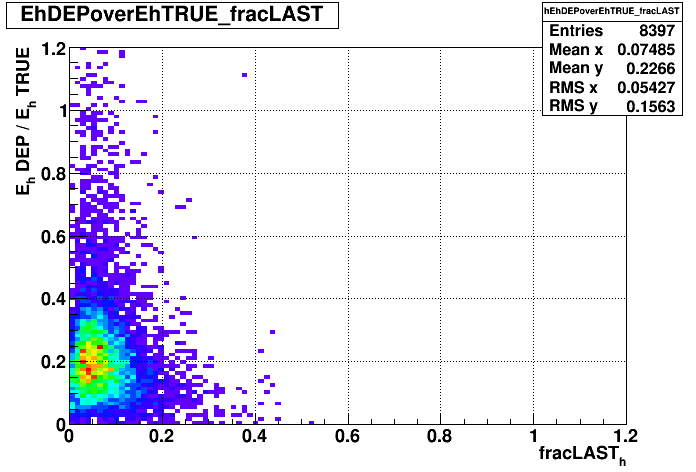 EhDEPoverEhTRUE_fracLAST
hEhDEPoverEhTRUE_fracLAST
Entries 8397
Mean x 0.07485
Mean y 0.2266
RMS x 0.05427
RMS y 0.1563
E_h DEP / E_h TRUE
1.2
1
0.8
0.6
0.4
0.2
0
0 0.2 0.4 0.6 0.8 1 1.2
fracLAST_h